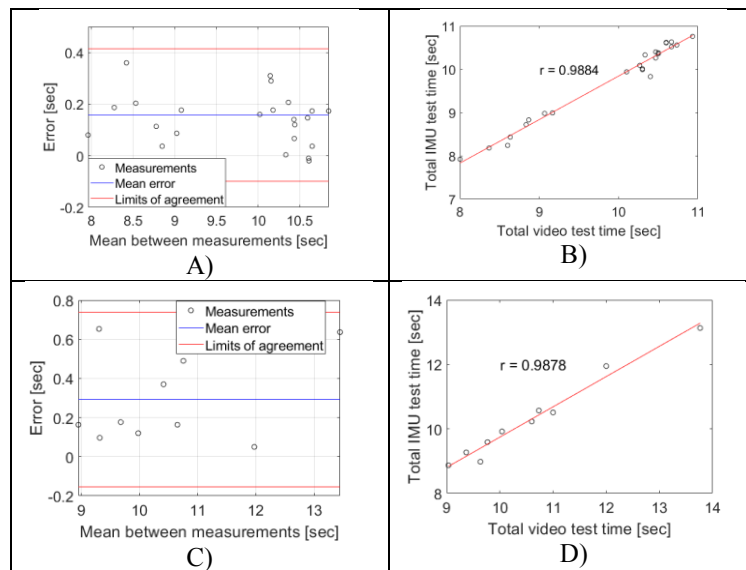 0.4
0.2
0
-0.2
Error [sec]
Measurements
Mean error
Limits of agreement
8 8.5 9 9.5 10 10.5
Mean between measurements [sec]
A)
11
10
9
8
7
Total IMU test time [sec]
r = 0.9884
8 9 10 11
Total video test time [sec]
B)
0.8
0.6
0.4
0.2
0
-0.2
Error [sec]
Measurements
Mean error
Limits of agreement
9 10 11 12 13
Mean between measurements [sec]
C)
14
12
10
8
Total IMU test time [sec]
r = 0.9878
9 10 11 12 13 14
Total video test time [sec]
D)